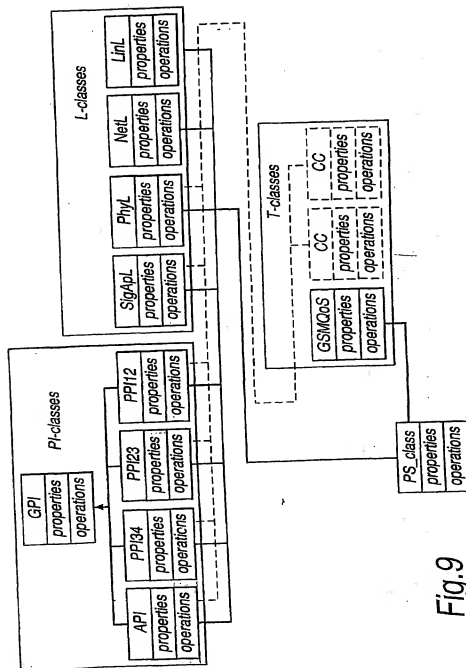 PI-classes
GPI
properties
operations
API
properties
operations
PPI34
properties
operations
PPI23
properties
operations
PPI12
properties
operations
L-classes
SigApL
properties
operations
PhyL
properties
operations
NetL
properties
operations
LinL
properties
operations
T-classes
GSMQoS
properties
operations
CC
properties
operations
CC
properties
operations
PS_class
properties
operations
Fig.9